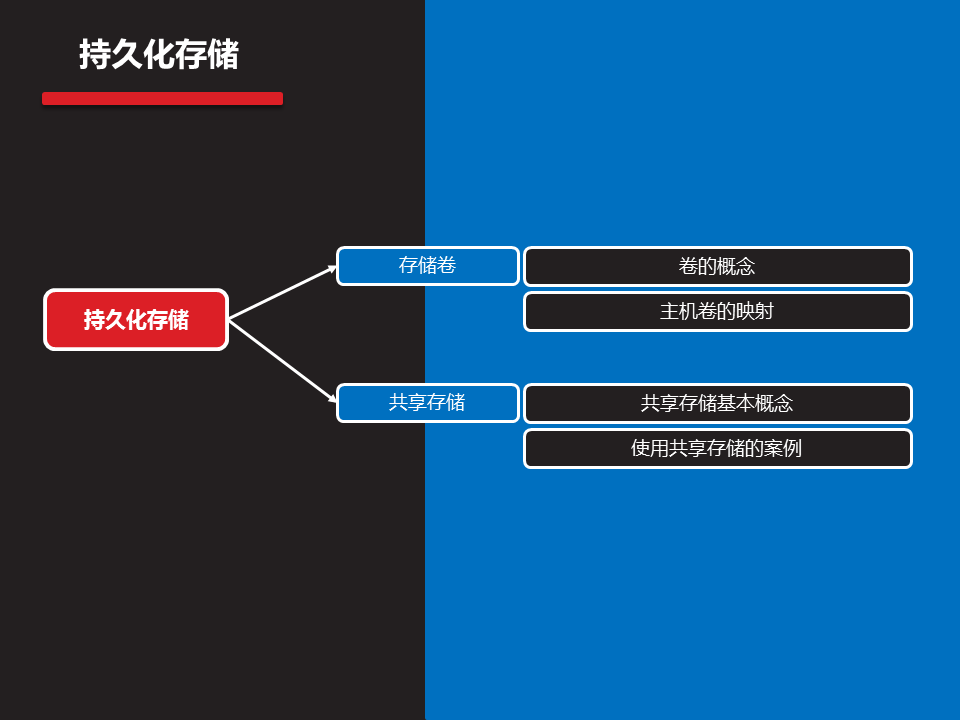 持久化存储
持久化存储
存储卷
卷的概念
主机卷的映射
共享存储
共享存储基本概念
使用共享存储的案例